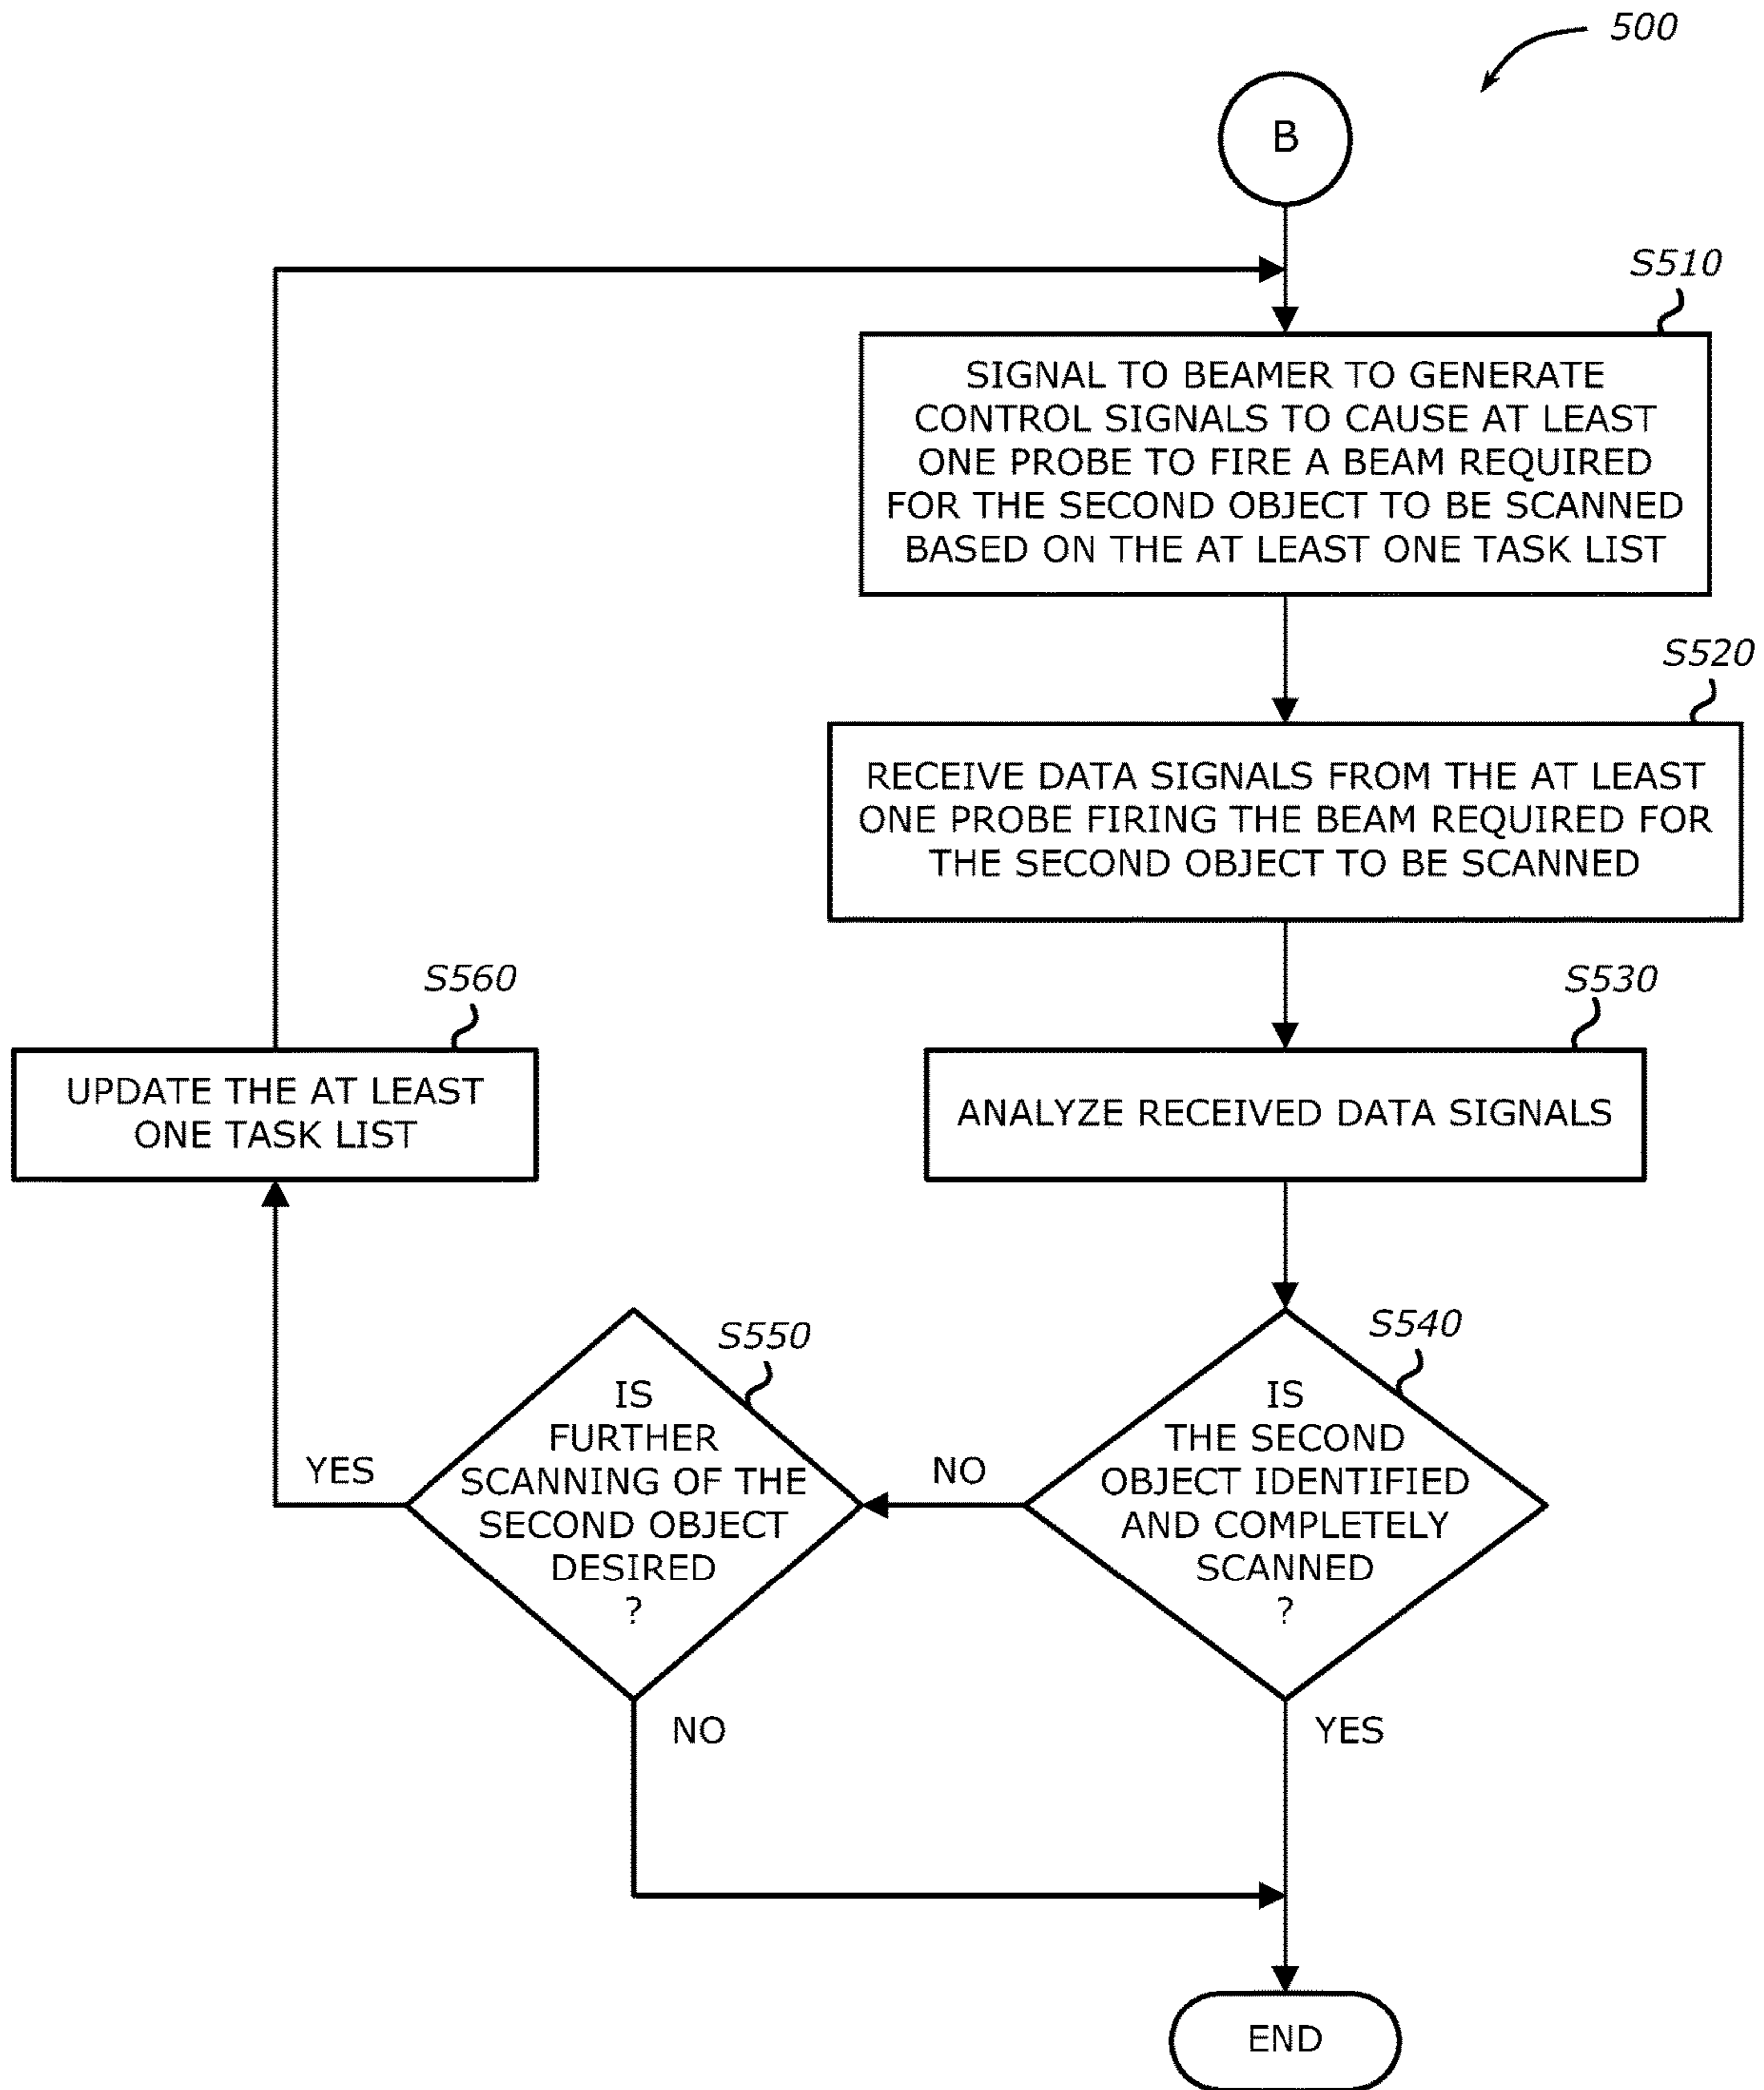 500
B
S510
SIGNAL TO BEAMER TO GENERATE
CONTROL SIGNALS TO CAUSE AT LEAST
ONE PROBE TO FIRE A BEAM REQUIRED
FOR THE SECOND OBJECT TO BE SCANNED
BASED ON THE AT LEAST ONE TASK LIST
S520
RECEIVE DATA SIGNALS FROM THE AT LEAST
ONE PROBE FIRING THE BEAM REQUIRED FOR
THE SECOND OBJECT TO BE SCANNED
S530
ANALYZE RECEIVED DATA SIGNALS
S540
IS
THE SECOND
OBJECT IDENTIFIED
AND COMPLETELY
SCANNED
?
NO
YES
S550
IS
FURTHER
SCANNING OF THE
SECOND OBJECT
DESIRED
?
YES
NO
S560
UPDATE THE AT LEAST
ONE TASK LIST
END